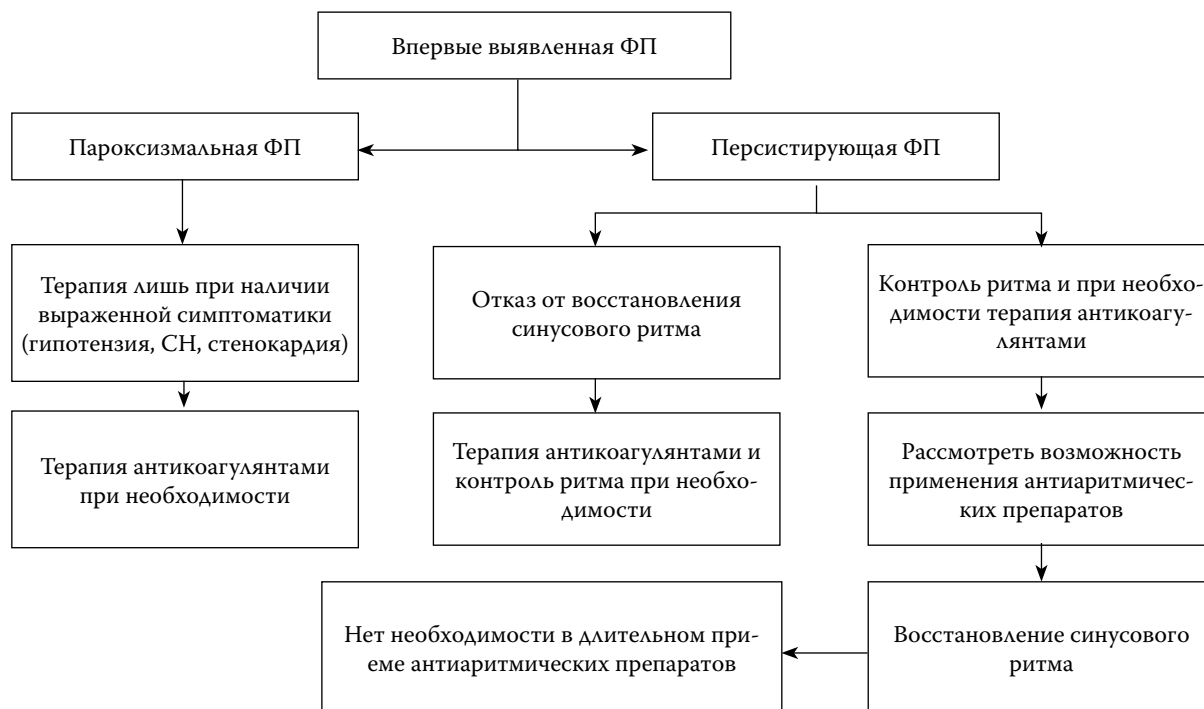 Впервые выявленная ФП
Пароксизмальная ФП
Персистирующая ФП
Терапия лишь при наличии
выраженной симптоматики
(гипотензия, СН, стенокардия)
Отказ от восстановления
синусового ритма
Контроль ритма и при необхо-
димости терапия антикоагу-
лянтами
Терапия антикоагулянтами
при необходимости
Терапия антикоагулянтами и
контроль ритма при необхо-
димости
Рассмотреть возможность
применения антиаритмичес-
ких препаратов
Нет необходимости в длительном при-
еме антиаритмических препаратов
Восстановление синусового
ритма